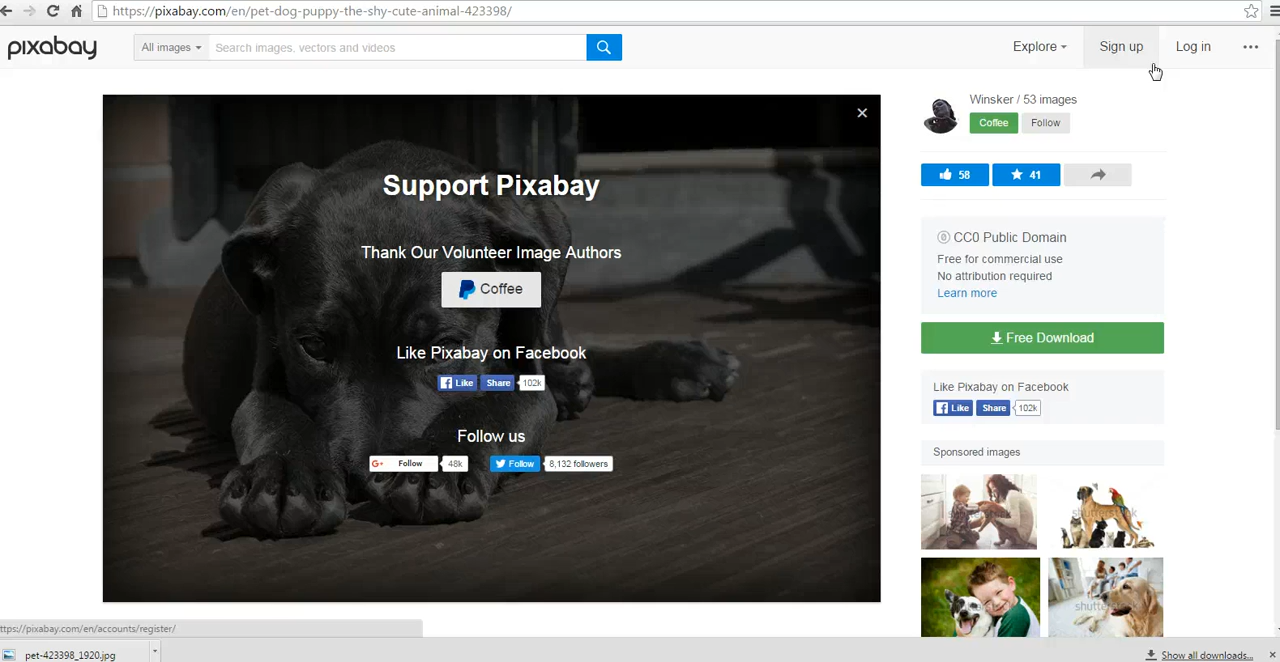 https://pixabay.com/en/pet-dog-puppy-the-shy-cute-animal-423398/
pixabay
All images
Search images, vectors and videos
Explore
Sign up
Log in
Winsker / 53 images
Coffee
Follow
58
41
Support Pixabay
Thank Our Volunteer Image Authors
Coffee
Like Pixabay on Facebook
Like
Share
102k
Follow us
G+ Follow
48k
Follow
8,132 followers
CC0 Public Domain
Free for commercial use
No attribution required
Learn more
Free Download
Like Pixabay on Facebook
Like
Share
102k
Sponsored images
shutterstock
ttps://pixabay.com/en/accounts/register/
pet-423398_1920.jpg
Show all downloads...